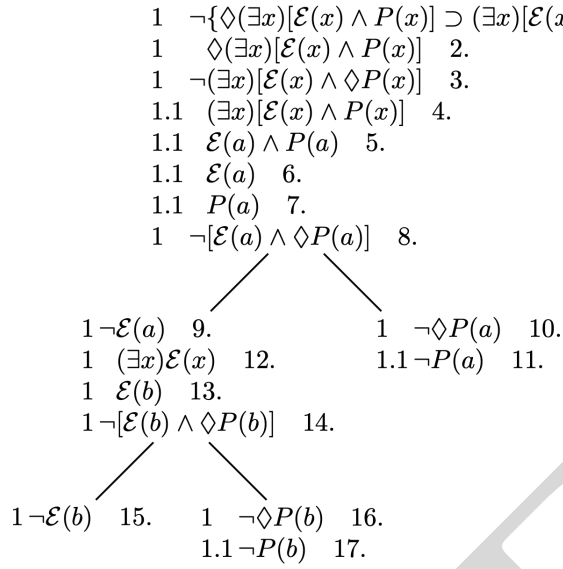 1 ¬{◊(∃x)[ℰ(x) ∧ P(x)] ⊃ (∃x)[ℰ(x
1 ◊(∃x)[ℰ(x) ∧ P(x)] 2.
1 ¬(∃x)[ℰ(x) ∧ ◊P(x)] 3.
1.1 (∃x)[ℰ(x) ∧ P(x)] 4.
1.1 ℰ(a) ∧ P(a) 5.
1.1 ℰ(a) 6.
1.1 P(a) 7.
1 ¬[ℰ(a) ∧ ◊P(a)] 8.
1 ¬ℰ(a) 9. 1 ¬◊P(a) 10.
1 (∃x)ℰ(x) 12. 1.1 ¬P(a) 11.
1 ℰ(b) 13.
1 ¬[ℰ(b) ∧ ◊P(b)] 14.
1 ¬ℰ(b) 15. 1 ¬◊P(b) 16.
1.1 ¬P(b) 17.